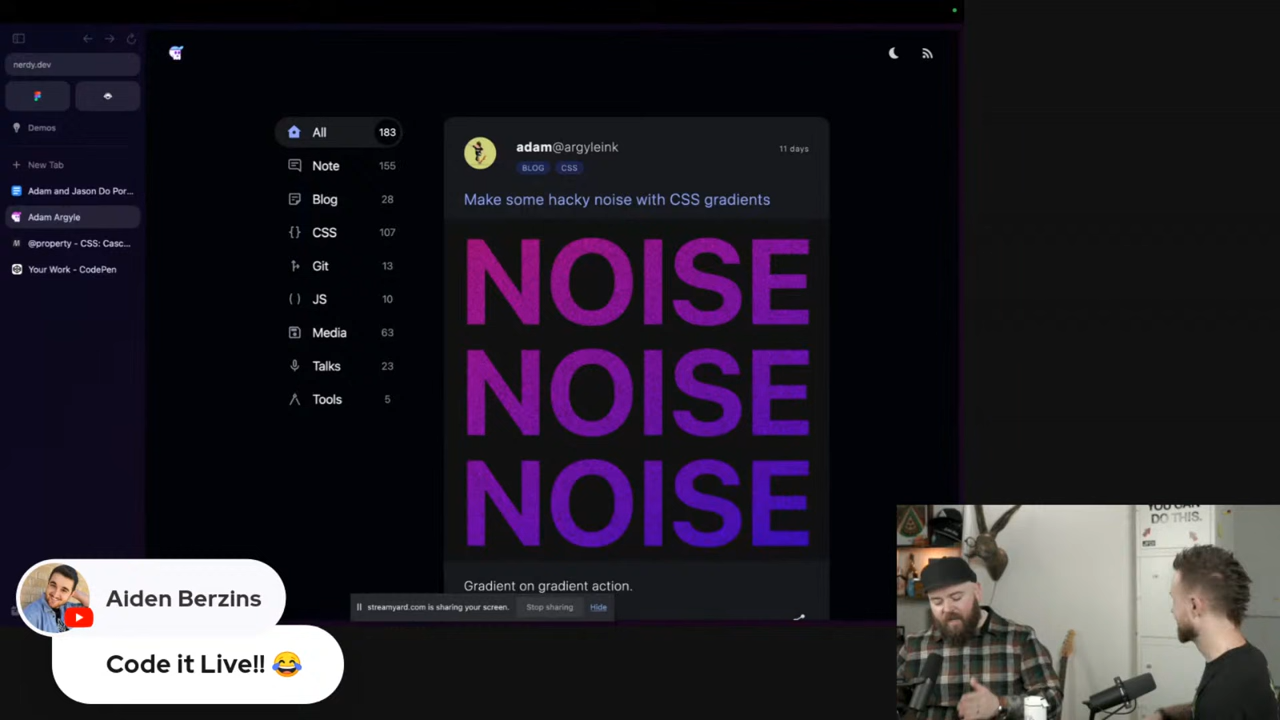 nerdy.dev
Demos
New Tab
Adam and Jason Do Por...
Adam Argyle
@property - CSS: Casc...
Your Work - CodePen
All 183
Note 155
Blog 28
CSS 107
Git 13
JS 10
Media 63
Talks 23
Tools 5
adam@argyleink
11 days
BLOG CSS
Make some hacky noise with CSS gradients
NOISE
NOISE
NOISE
Gradient on gradient action.
streamyard.com is sharing your screen.
Stop sharing
Hide
Aiden Berzins
Code it Live!! 😂
YOU CAN
DO THIS.